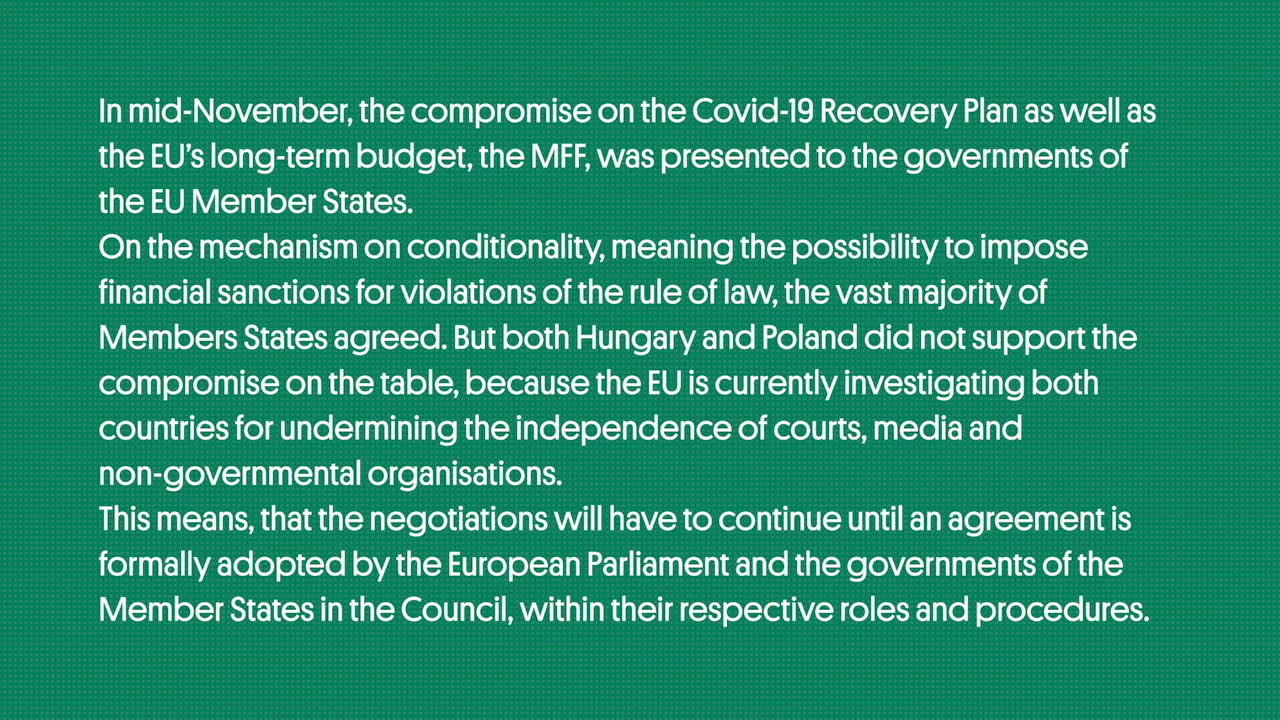 In mid-November, the compromise on the Covid-19 Recovery Plan as well as
the EU’s long-term budget, the MFF, was presented to the governments of
the EU Member States.
On the mechanism on conditionality, meaning the possibility to impose
financial sanctions for violations of the rule of law, the vast majority of
Members States agreed. But both Hungary and Poland did not support the
compromise on the table, because the EU is currently investigating both
countries for undermining the independence of courts, media and
non-governmental organisations.
This means, that the negotiations will have to continue until an agreement is
formally adopted by the European Parliament and the governments of the
Member States in the Council, within their respective roles and procedures.